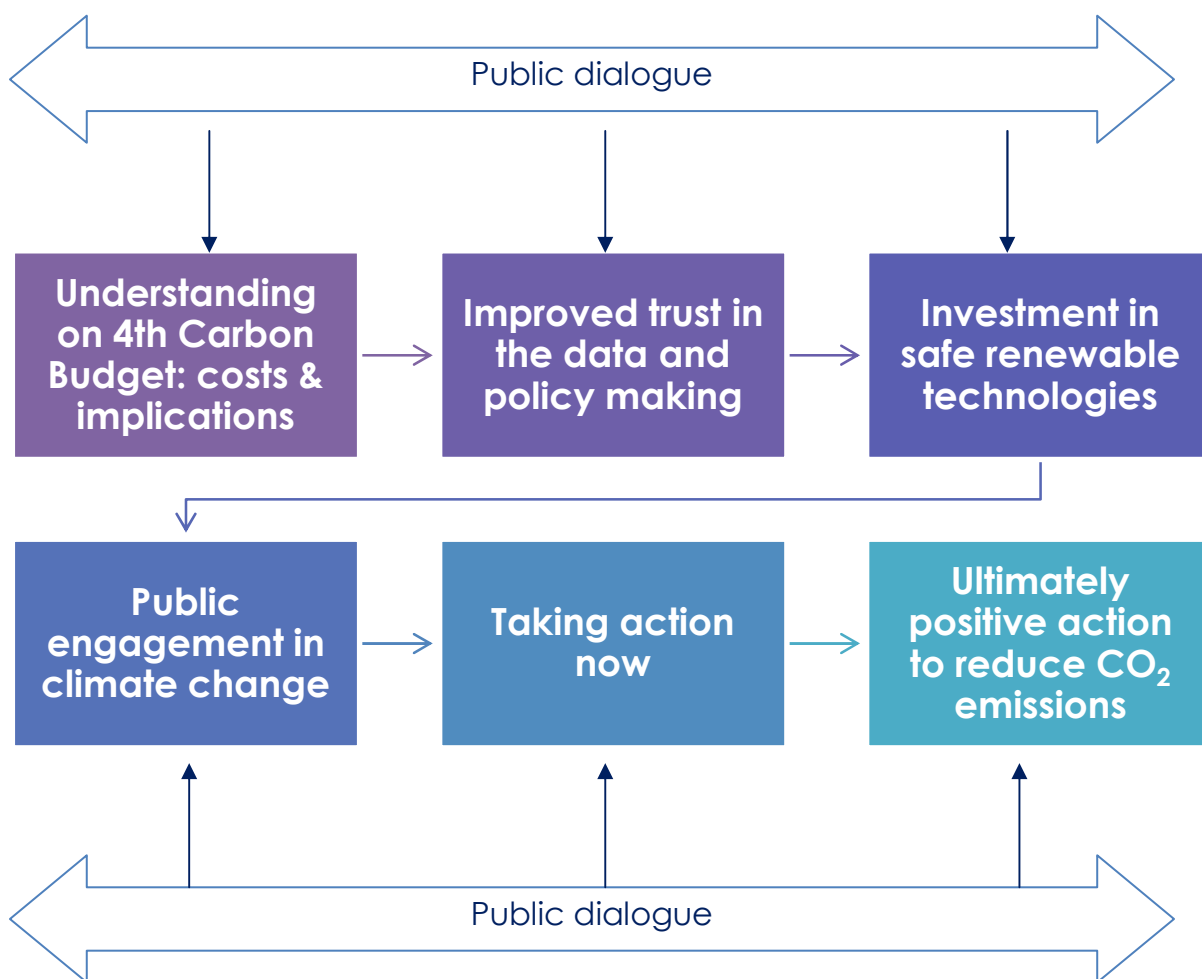 Public dialogue
Understanding
on 4th Carbon
Budget: costs &
implications
Improved trust in
the data and
policy making
Investment in
safe renewable
technologies
Public
engagement in
climate change
Taking action
now
Ultimately
positive action
to reduce CO₂
emissions
Public dialogue